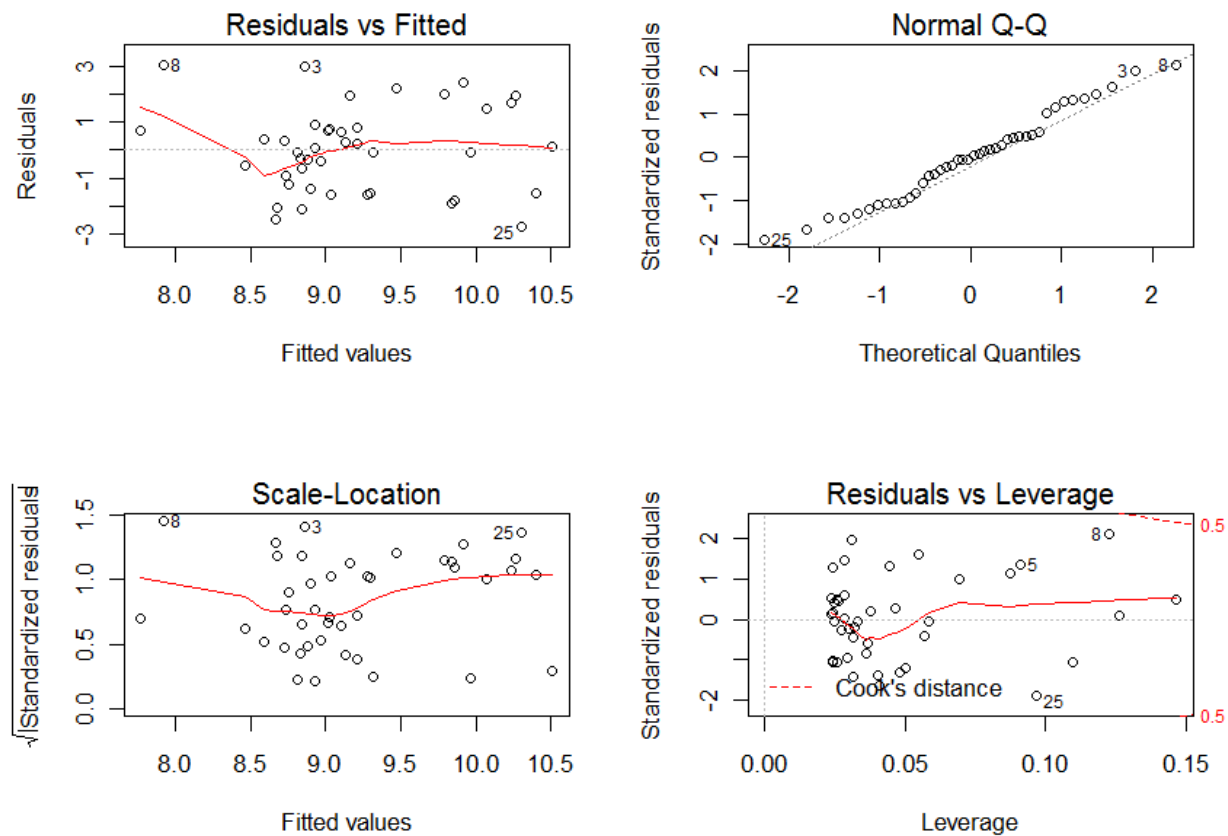 Residuals vs Fitted
Residuals
3
1
-1
-3
8
3
25
8.0 8.5 9.0 9.5 10.0 10.5
Fitted values
Normal Q-Q
Standardized residuals
2
1
0
-1
-2
3
8
25
-2 -1 0 1 2
Theoretical Quantiles
Scale-Location
√|Standardized residuals|
1.5
1.0
0.5
0.0
8
3
25
8.0 8.5 9.0 9.5 10.0 10.5
Fitted values
Residuals vs Leverage
Standardized residuals
2
1
0
-1
-2
8
5
25
0.5
0.5
Cook's distance
0.00 0.05 0.10 0.15
Leverage